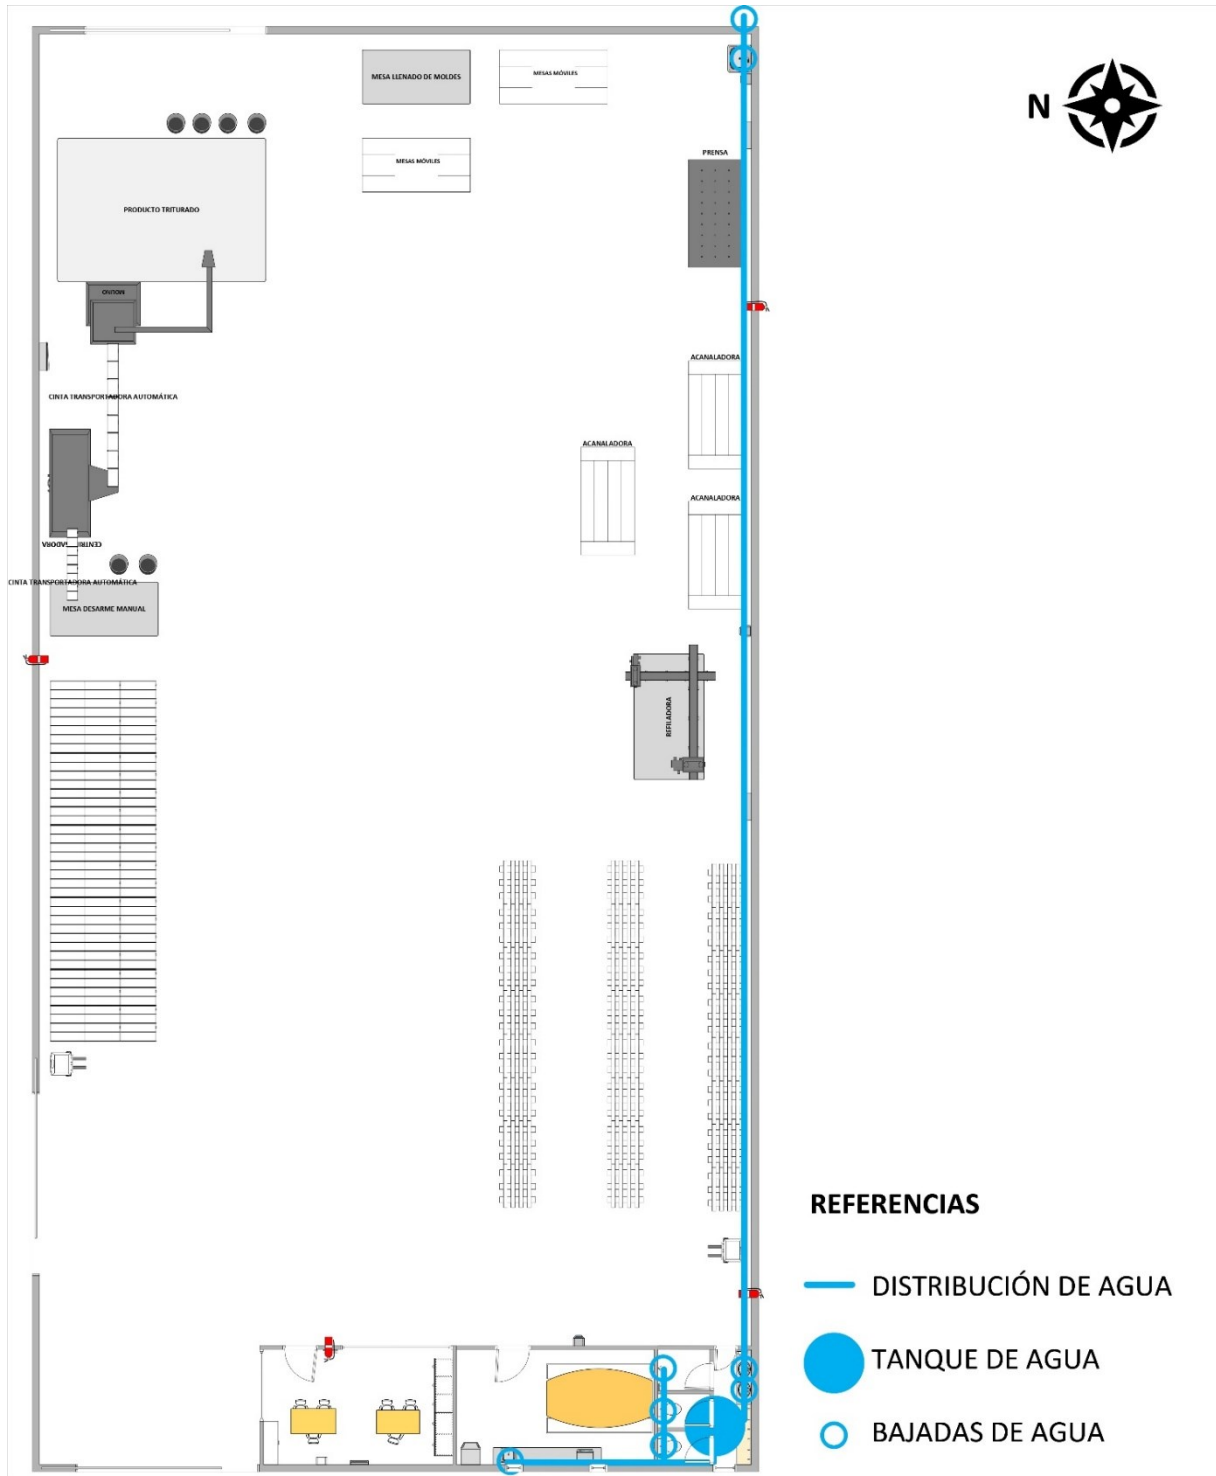 MESA LLENADO DE MOLDES
MESAS MÓVILES
N
MESAS MÓVILES
PRENSA
PRODUCTO TRITURADO
MOLINO
ACANALADORA
CINTA TRANSPORTADORA AUTOMÁTICA
ACANALADORA
ACANALADORA
CINTA TRANSPORTADORA AUTOMÁTICA
MESA DESARME MANUAL
REFILADORA
REFERENCIAS
DISTRIBUCIÓN DE AGUA
TANQUE DE AGUA
BAJADAS DE AGUA